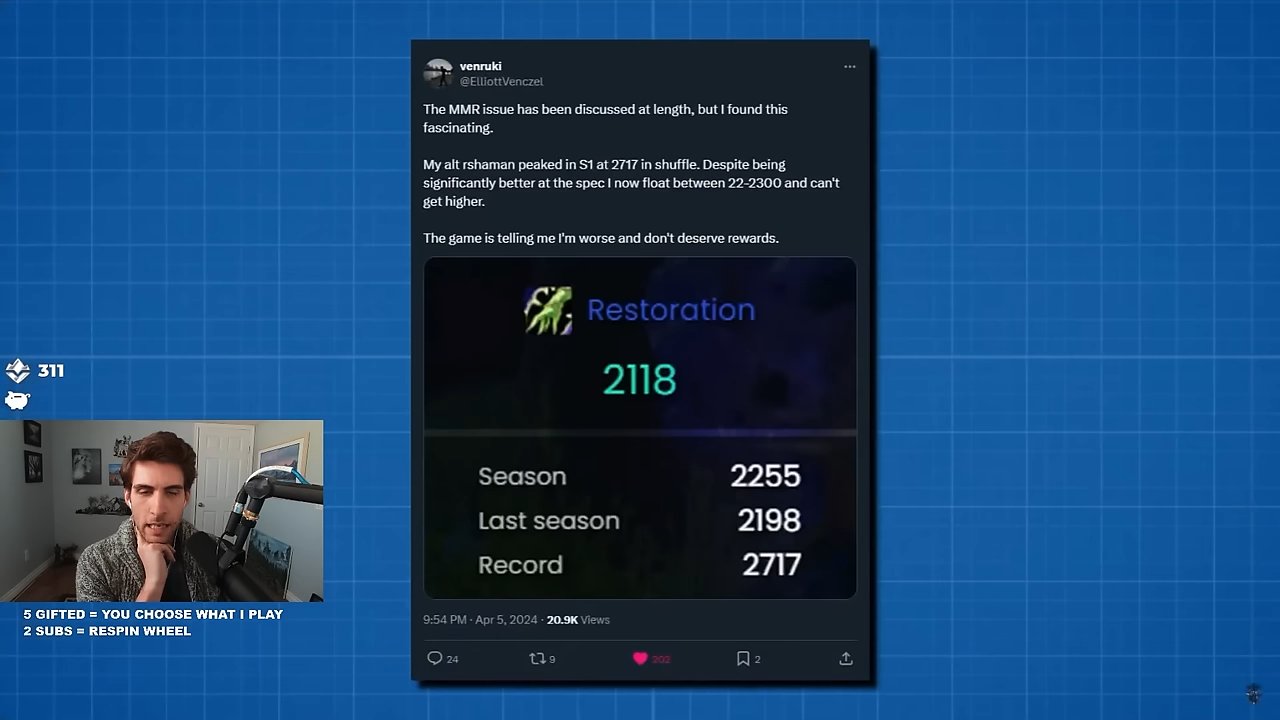 venruki
@ElliottVenczel
The MMR issue has been discussed at length, but I found this
fascinating.
My alt rshaman peaked in S1 at 2717 in shuffle. Despite being
significantly better at the spec I now float between 22-2300 and can't
get higher.
The game is telling me I'm worse and don't deserve rewards.
Restoration
2118
Season 2255
Last season 2198
Record 2717
9:54 PM · Apr 5, 2024 · 20.9K Views
24 9 202 2
311
5 GIFTED = YOU CHOOSE WHAT I PLAY
2 SUBS = RESPIN WHEEL